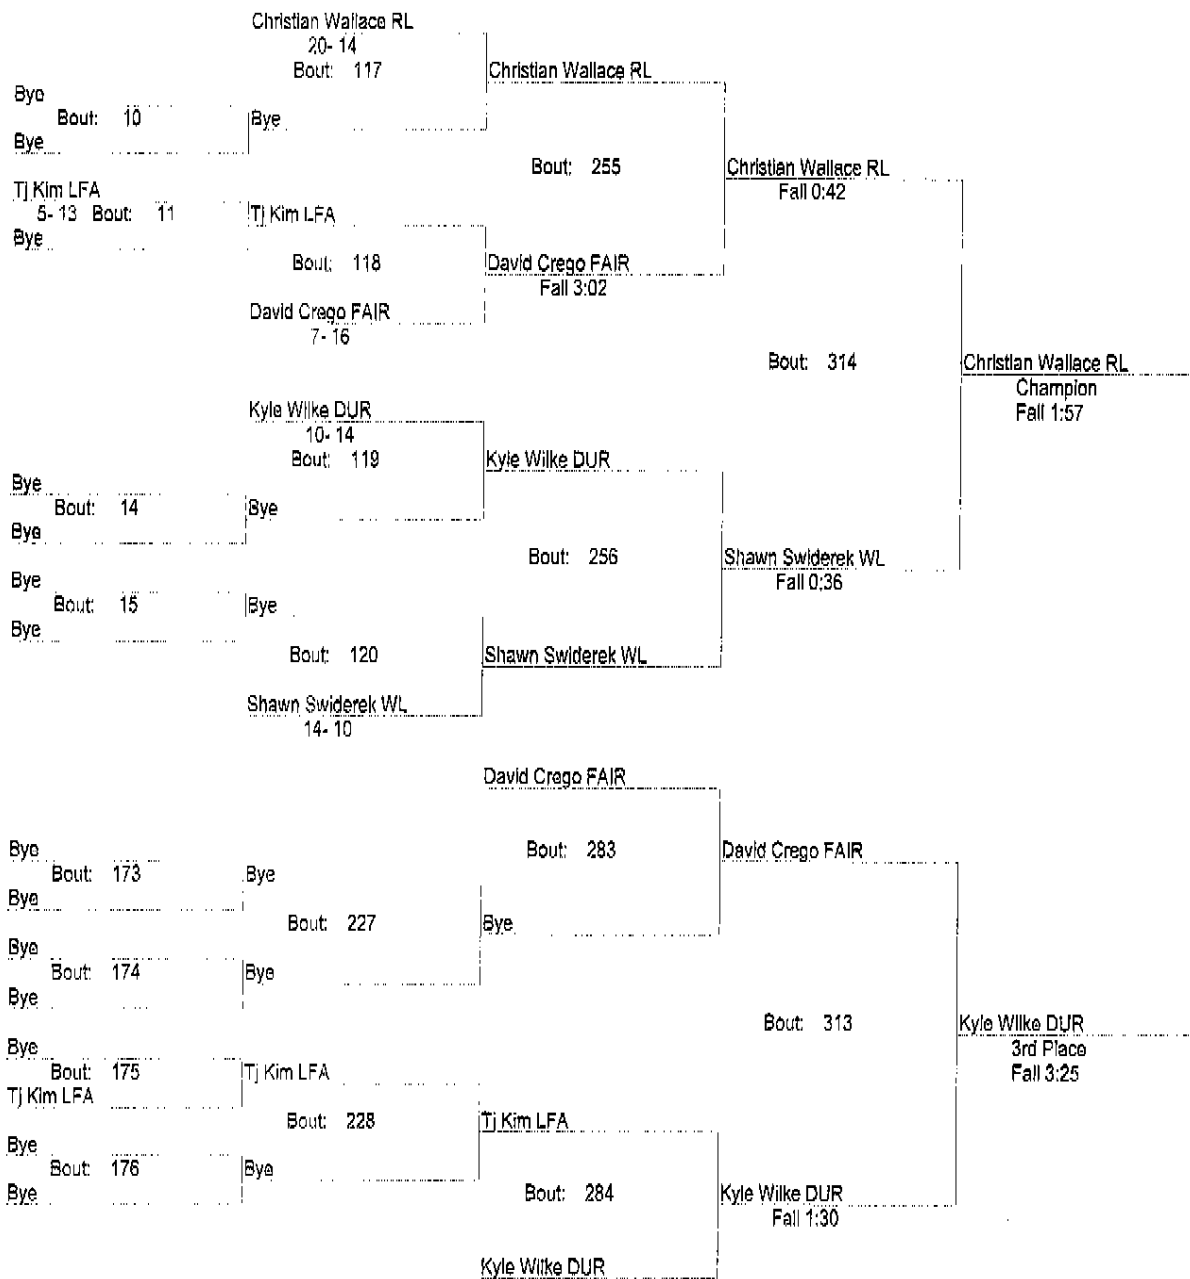 Christian Wallace RL
20- 14
Bout: 117
Christian Wallace RL
Bye
Bout: 10
Bye
Bye
Bout: 255
Christian Wallace RL
Fall 0:42
Tj Kim LFA
5- 13 Bout: 11
Tj Kim LFA
Bye
Bout: 118
David Crego FAIR
Fall 3:02
David Crego FAIR
7- 16
Bout: 314
Christian Wallace RL
Champion
Fall 1:57
Kyle Wilke DUR
10- 14
Bout: 119
Kyle Wilke DUR
Bye
Bout: 14
Bye
Bye
Bout: 256
Shawn Swiderek WL
Fall 0:36
Bye
Bout: 15
Bye
Bye
Bout: 120
Shawn Swiderek WL
Shawn Swiderek WL
14- 10
David Crego FAIR
Bout: 283
David Crego FAIR
Bye
Bout: 173
Bye
Bye
Bout: 227
Bye
Bye
Bout: 174
Bye
Bye
Bout: 313
Kyle Wilke DUR
3rd Place
Fall 3:25
Bye
Bout: 175
Tj Kim LFA
Tj Kim LFA
Bout: 228
Tj Kim LFA
Bye
Bout: 176
Bye
Bye
Bout: 284
Kyle Wilke DUR
Fall 1:30
Kyle Wilke DUR